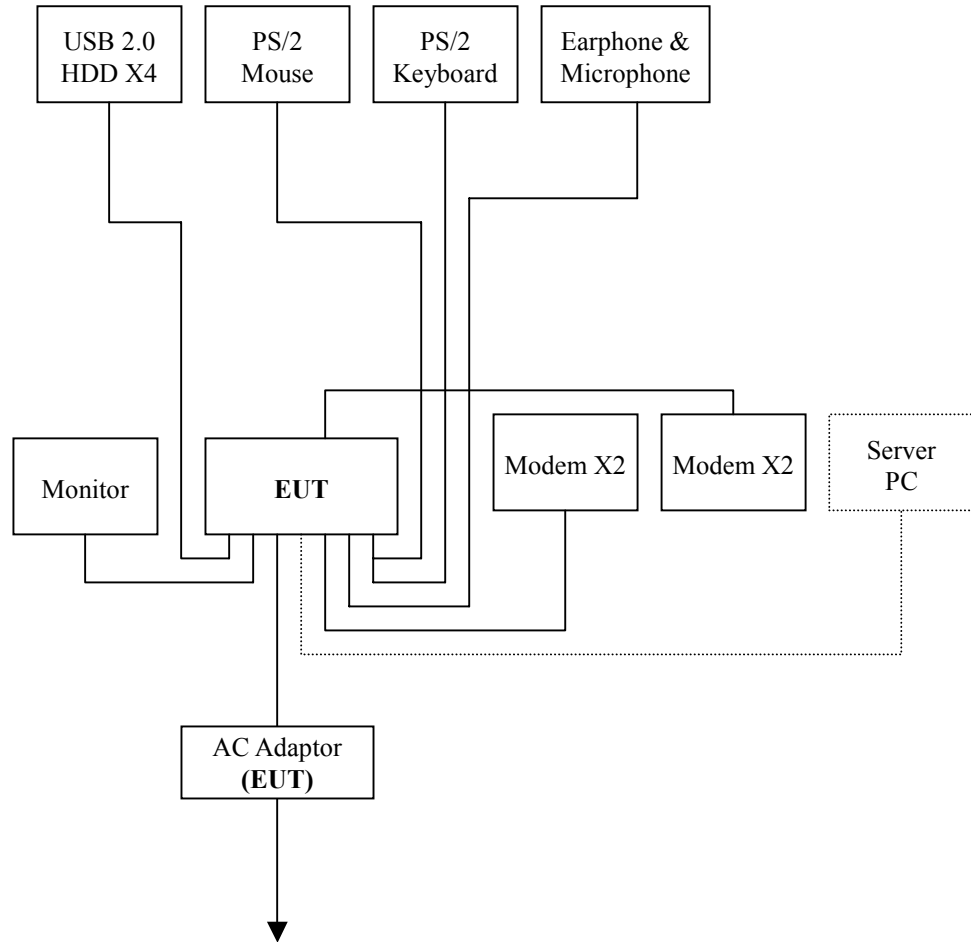 USB 2.0
HDD X4
PS/2
Mouse
PS/2
Keyboard
Earphone &
Microphone
Monitor
EUT
Modem X2
Modem X2
Server
PC
AC Adaptor
(EUT)